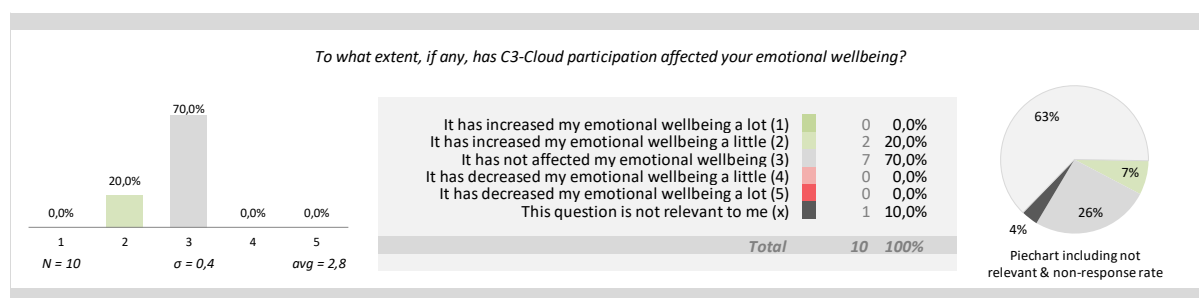 To what extent, if any, has C3-Cloud participation affected your emotional wellbeing?
70,0%
20,0%
0,0% 0,0% 0,0%
1 2 3 4 5
N = 10 σ = 0,4 avg = 2,8
It has increased my emotional wellbeing a lot (1) 0 0,0%
It has increased my emotional wellbeing a little (2) 2 20,0%
It has not affected my emotional wellbeing (3) 7 70,0%
It has decreased my emotional wellbeing a little (4) 0 0,0%
It has decreased my emotional wellbeing a lot (5) 0 0,0%
This question is not relevant to me (x) 1 10,0%
Total 10 100%
63%
7%
26%
4%
Piechart including not
relevant & non-response rate